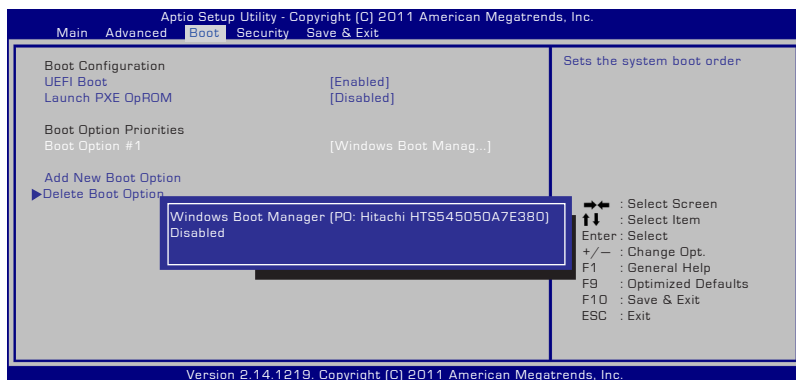 Aptio Setup Utility - Copyright (C) 2011 American Megatrends, Inc.
Main Advanced Boot Security Save & Exit
Boot Configuration
UEFI Boot [Enabled]
Launch PXE OpROM [Disabled]
Boot Option Priorities
Boot Option #1 [Windows Boot Manag...]
Add New Boot Option
Delete Boot Option
Windows Boot Manager (PO: Hitachi HTS545050A7E380)
Disabled
Sets the system boot order
: Select Screen
: Select Item
Enter : Select
+/— : Change Opt.
F1 : General Help
F9 : Optimized Defaults
F10 : Save & Exit
ESC : Exit
Version 2.14.1219. Copyright (C) 2011 American Megatrends, Inc.